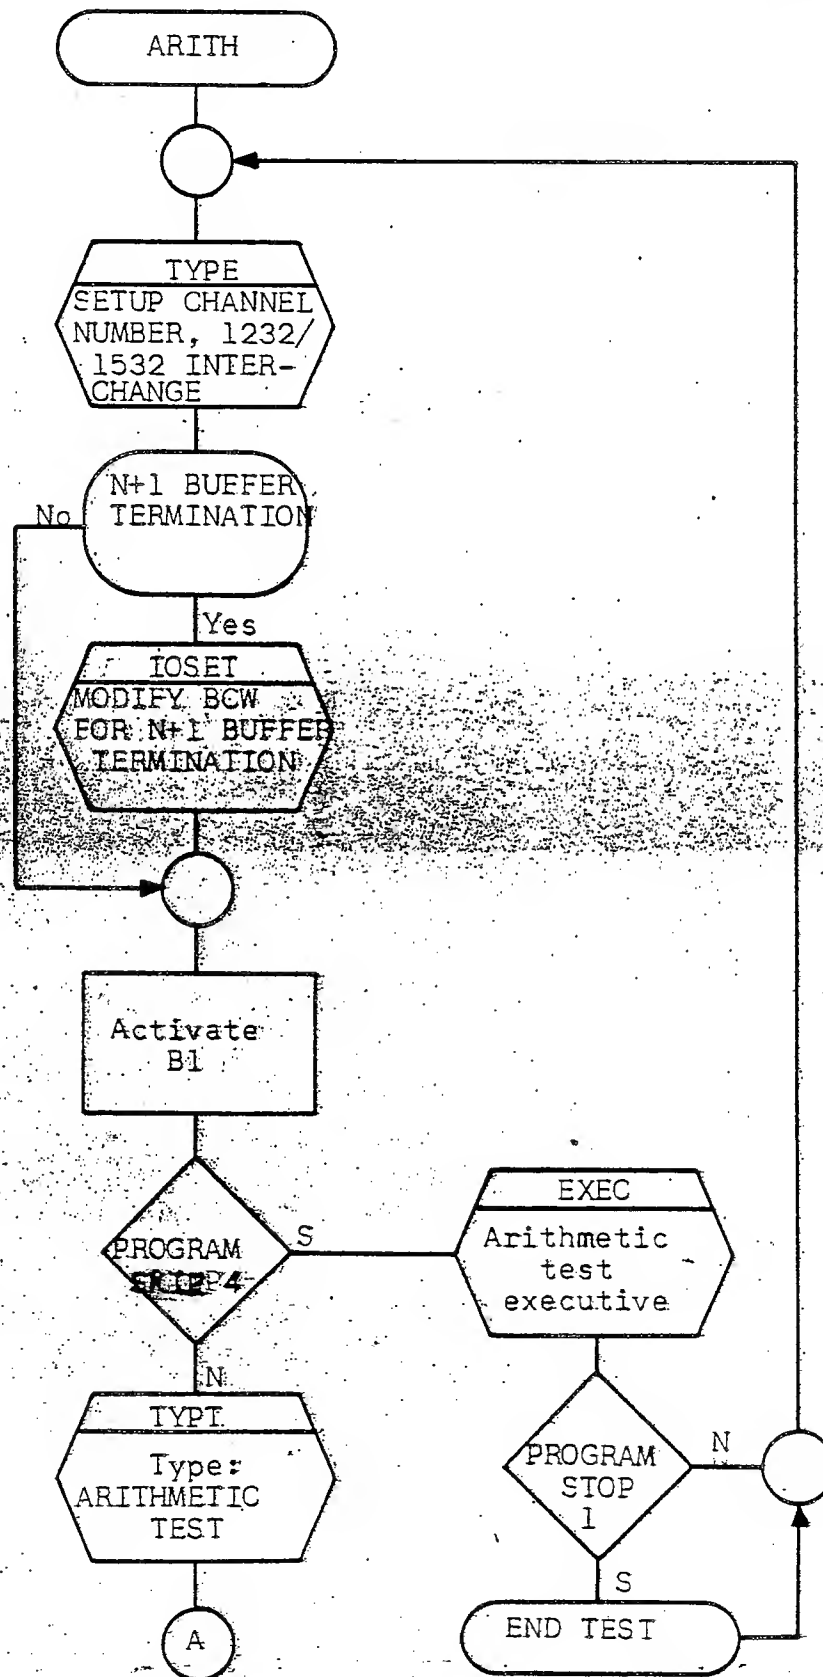 ARITH
TYPE
SETUP CHANNEL
NUMBER, 1232/
1532 INTER-
CHANGE
N+1 BUFFER
TERMINATION
No
Yes
IOSET
MODIFY BCW
FOR N+1 BUFFER
TERMINATION
Activate
B1
PROGRAM
4
S
N
EXEC
Arithmetic
test
executive
TYPT
Type:
ARITHMETIC
TEST
PROGRAM
STOP
1
N
S
A
END TEST